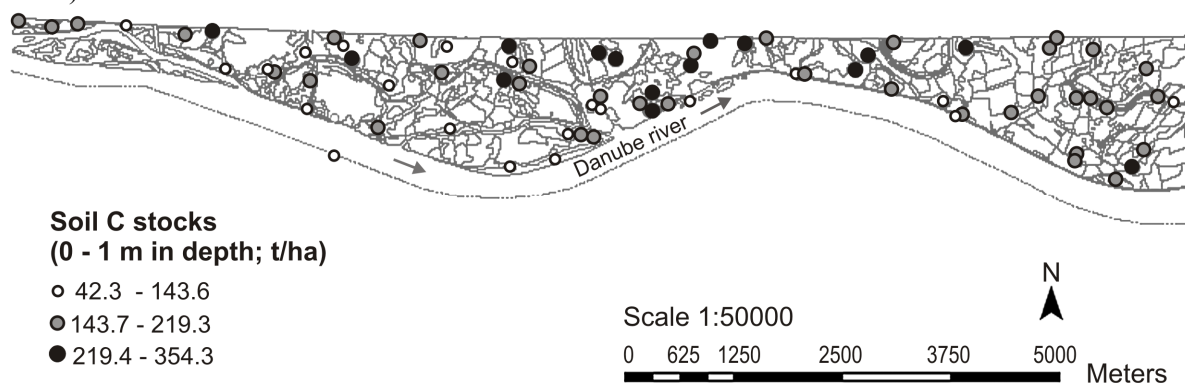 Danube river
Soil C stocks
(0 - 1 m in depth; t/ha)
42.3 - 143.6
143.7 - 219.3
219.4 - 354.3
N
Scale 1:50000
0 625 1250 2500 3750 5000
Meters